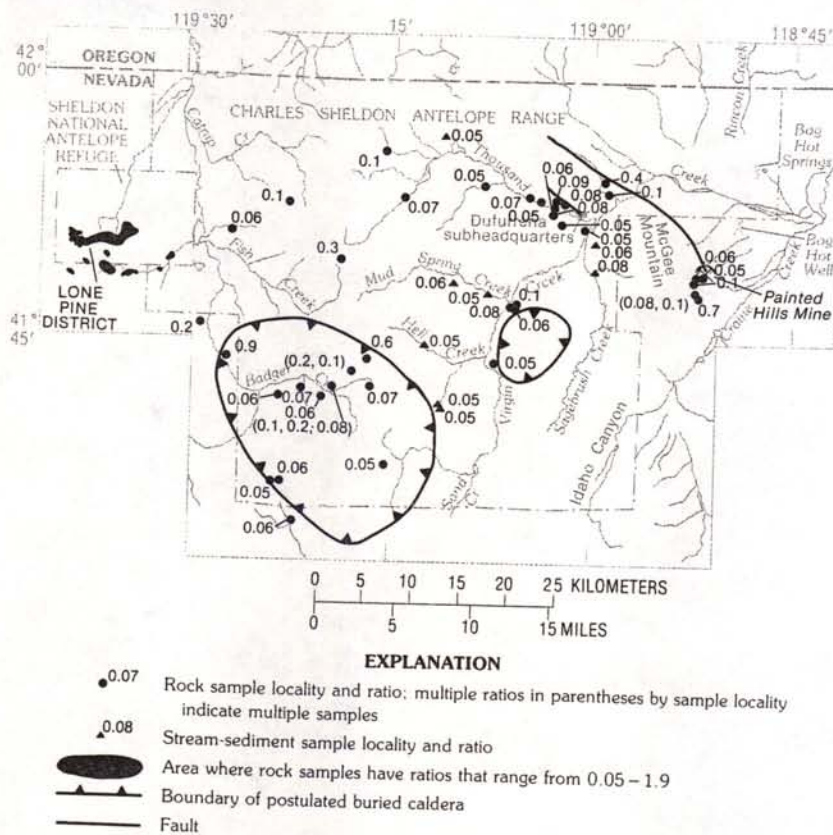 119°30'
15'
119°00'
118°45'
42°
00'
OREGON
NEVADA
SHELDON
NATIONAL
ANTELOPE
REFUGE
CHARLES SHELDON ANTELOPE RANGE
Catnip
Cr
Thousand
Creek
Rincon Creek
Bog
Hot
Springs
0.05
0.1
0.05
0.07
0.06
0.09
0.08
0.08
0.05
0.4
0.1
0.1
0.06
0.07
Dufurrena
subheadquarters
0.05
0.05
0.06
0.08
McGee
Mountain
Bog
Hot
Well
Fish
Creek
0.3
Mud Spring Creek
Creek
0.06
0.05
0.08
0.1
0.06
0.06
0.05
0.1
(0.08, 0.1)
0.7
Painted
Hills Mine
LONE
PINE
DISTRICT
41°
45'
0.2
0.9
0.6
(0.2, 0.1)
Badger
Cr
Hell
Creek
0.05
0.05
Virgin
Sagebrush Creek
Craine Creek
0.06
0.07
0.06
(0.1, 0.2, 0.08)
0.07
0.05
0.05
0.06
0.05
0.05
0.06
Sand
Cr
Idaho Canyon
0 5 10 20 25 KILOMETERS
0 5 10 15 MILES
EXPLANATION
0.07
Rock sample locality and ratio; multiple ratios in parentheses by sample locality
indicate multiple samples
0.08
Stream-sediment sample locality and ratio
Area where rock samples have ratios that range from 0.05 – 1.9
Boundary of postulated buried caldera
Fault